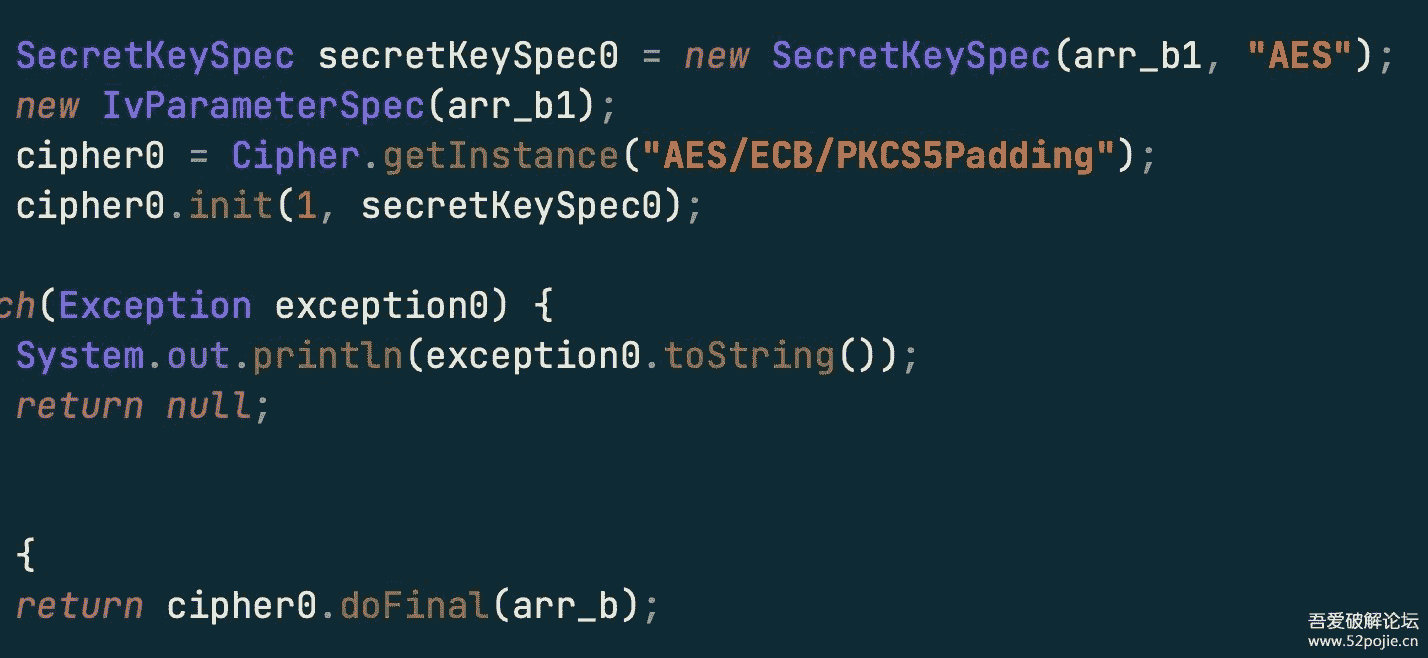 SecretKeySpec secretKeySpec0 = new SecretKeySpec(arr_b1, "AES");
new IvParameterSpec(arr_b1);
cipher0 = Cipher.getInstance("AES/ECB/PKCS5Padding");
cipher0.init(1, secretKeySpec0);
ch(Exception exception0) {
System.out.println(exception0.toString());
return null;
{
return cipher0.doFinal(arr_b);
吾爱破解论坛
www.52pojie.cn